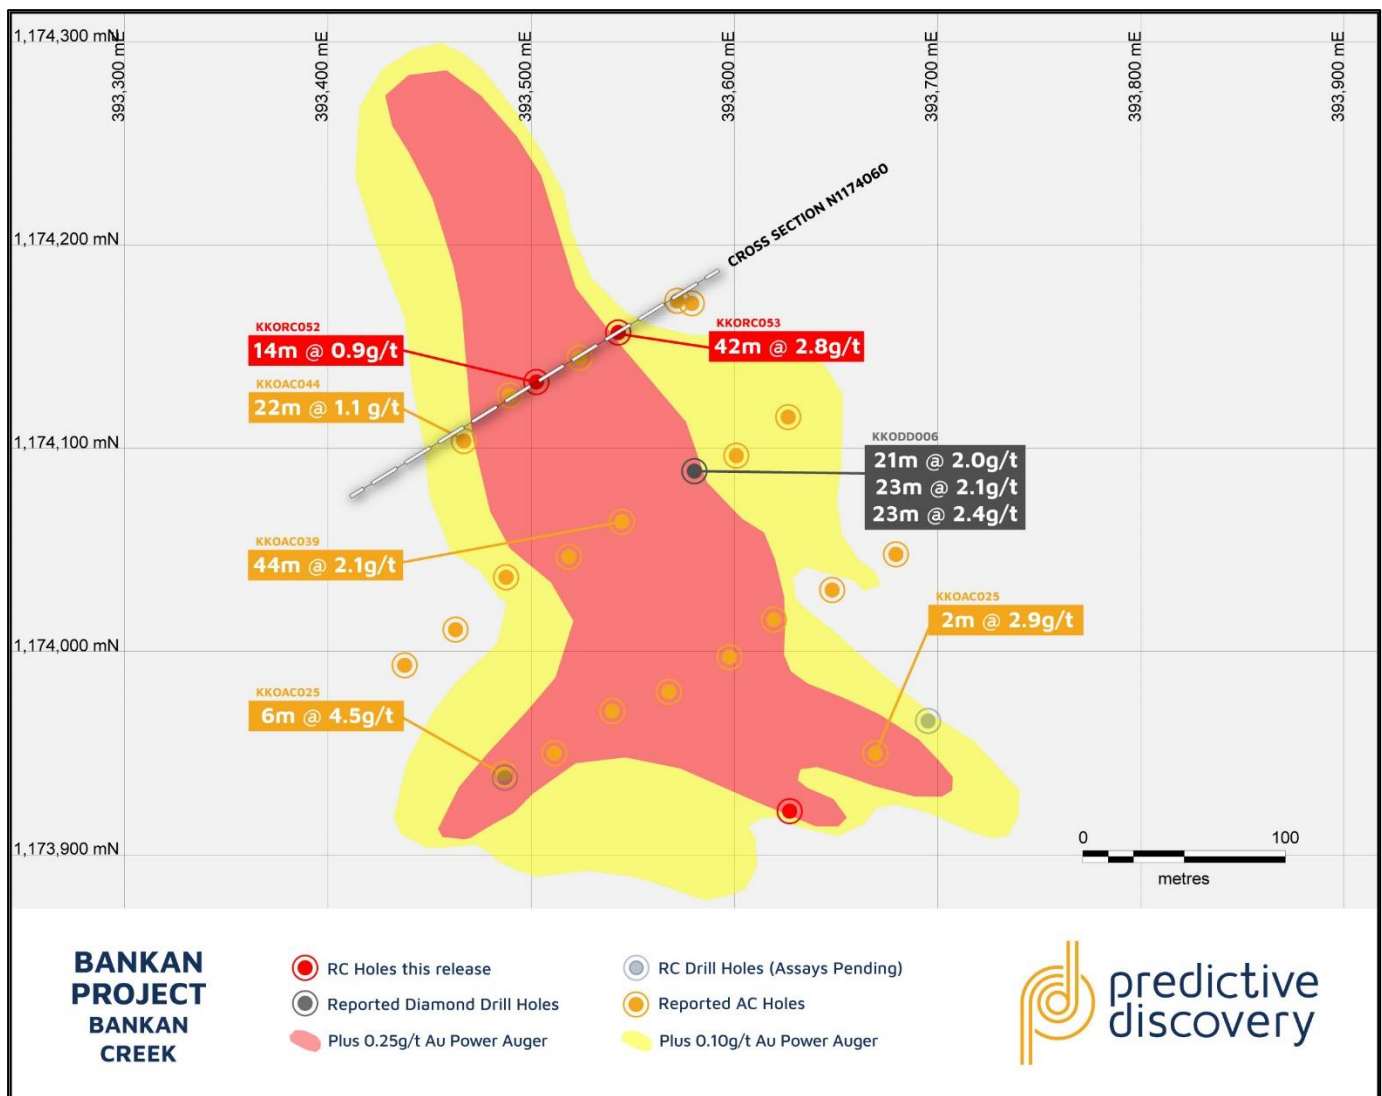 1,174,300 mN
393,300 mE
393,400 mE
393,500 mE
393,600 mE
393,700 mE
393,800 mE
393,900 mE
1,174,200 mN
CROSS SECTION N1174060
KKORC052
14m @ 0.9g/t
KKORC053
42m @ 2.8g/t
KKOAC044
22m @ 1.1 g/t
1,174,100 mN
KKODD006
21m @ 2.0g/t
23m @ 2.1g/t
23m @ 2.4g/t
KKOAC039
44m @ 2.1g/t
KKOAC025
2m @ 2.9g/t
1,174,000 mN
KKOAC025
6m @ 4.5g/t
1,173,900 mN
0 100
metres
BANKAN
PROJECT
BANKAN
CREEK
RC Holes this release
Reported Diamond Drill Holes
Plus 0.25g/t Au Power Auger
RC Drill Holes (Assays Pending)
Reported AC Holes
Plus 0.10g/t Au Power Auger
predictive
discovery